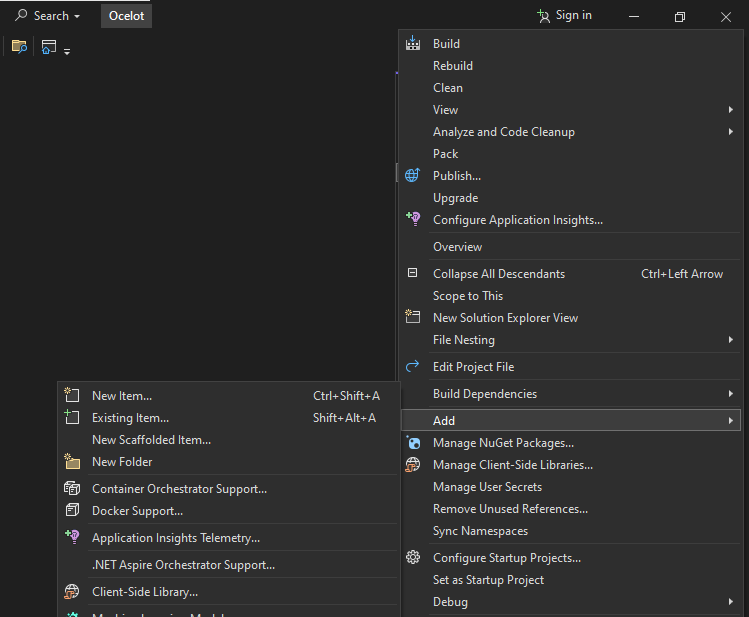 Search
Ocelot
Sign in
Build
Rebuild
Clean
View
Analyze and Code Cleanup
Pack
Publish...
Upgrade
Configure Application Insights...
Overview
Collapse All Descendants Ctrl+Left Arrow
Scope to This
New Solution Explorer View
File Nesting
Edit Project File
Build Dependencies
Add
Manage NuGet Packages...
Manage Client-Side Libraries...
Manage User Secrets
Remove Unused References...
Sync Namespaces
Configure Startup Projects...
Set as Startup Project
Debug
New Item... Ctrl+Shift+A
Existing Item... Shift+Alt+A
New Scaffolded Item...
New Folder
Container Orchestrator Support...
Docker Support...
Application Insights Telemetry...
.NET Aspire Orchestrator Support...
Client-Side Library...